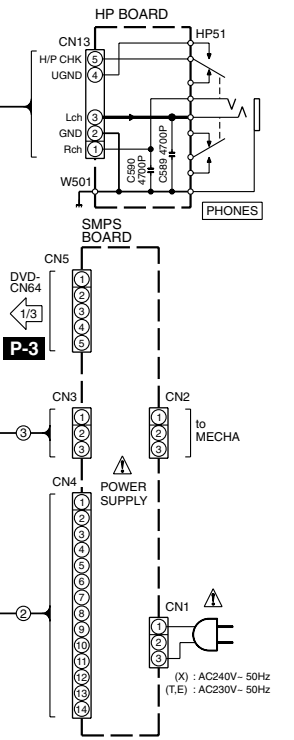 HP BOARD
CN13
HP51
H/P CHK 5
UGND 4
Lch 3
GND 2
Rch 1
C590
4700P
C589 4700P
W501
PHONES
SMPS
BOARD
CN5
DVD-
CN64
1/3
P-3
1
2
3
4
5
CN3
CN2
1
2
3
1
2
3
to
MECHA
3
CN4
POWER
SUPPLY
1
2
3
4
5
6
7
8
9
10
11
12
13
14
2
CN1
1
2
3
(X) : AC240V~ 50Hz
(T,E) : AC230V~ 50Hz